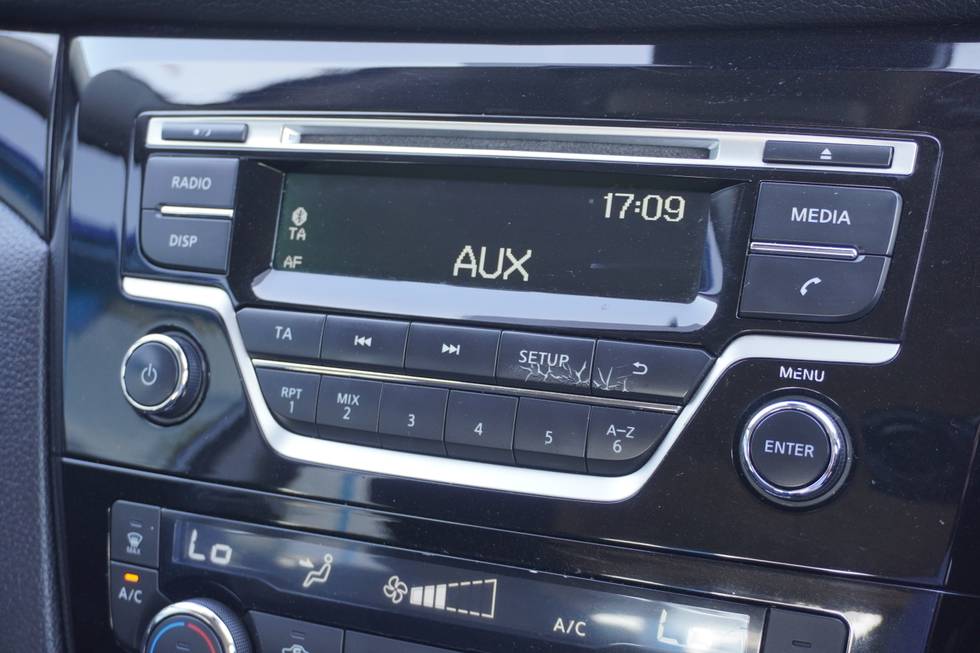 RADIO
DISP
17:09
TA
AF
AUX
MEDIA
TA
SETUP
RPT
1
MIX
2
3
4
5
A-Z
6
MENU
ENTER
MAX
Lo
A/C
A/C
Lo